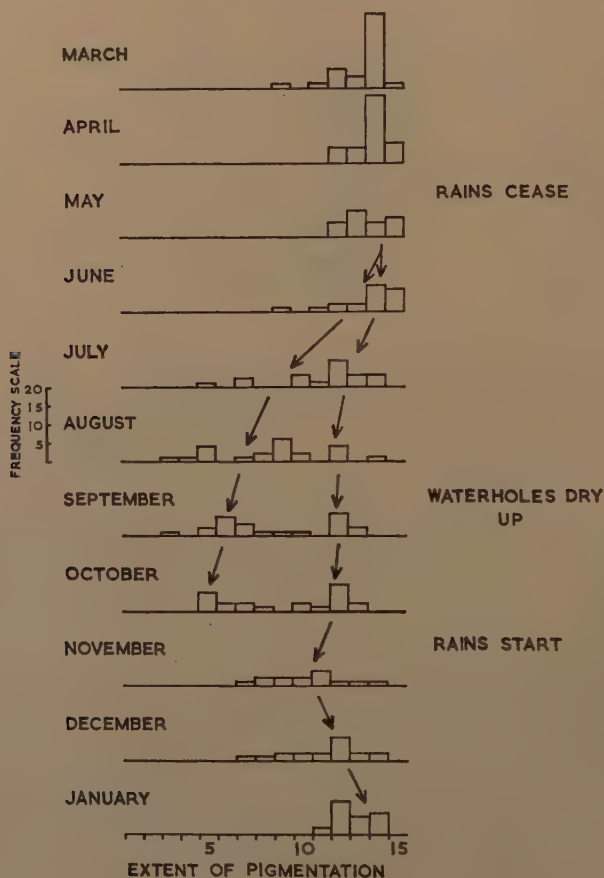 MARCH
APRIL
MAY
RAINS CEASE
JUNE
JULY
FREQUENCY SCALE
20
15
10
5
AUGUST
SEPTEMBER
WATERHOLES DRY
UP
OCTOBER
NOVEMBER
RAINS START
DECEMBER
JANUARY
5 10 15
EXTENT OF PIGMENTATION